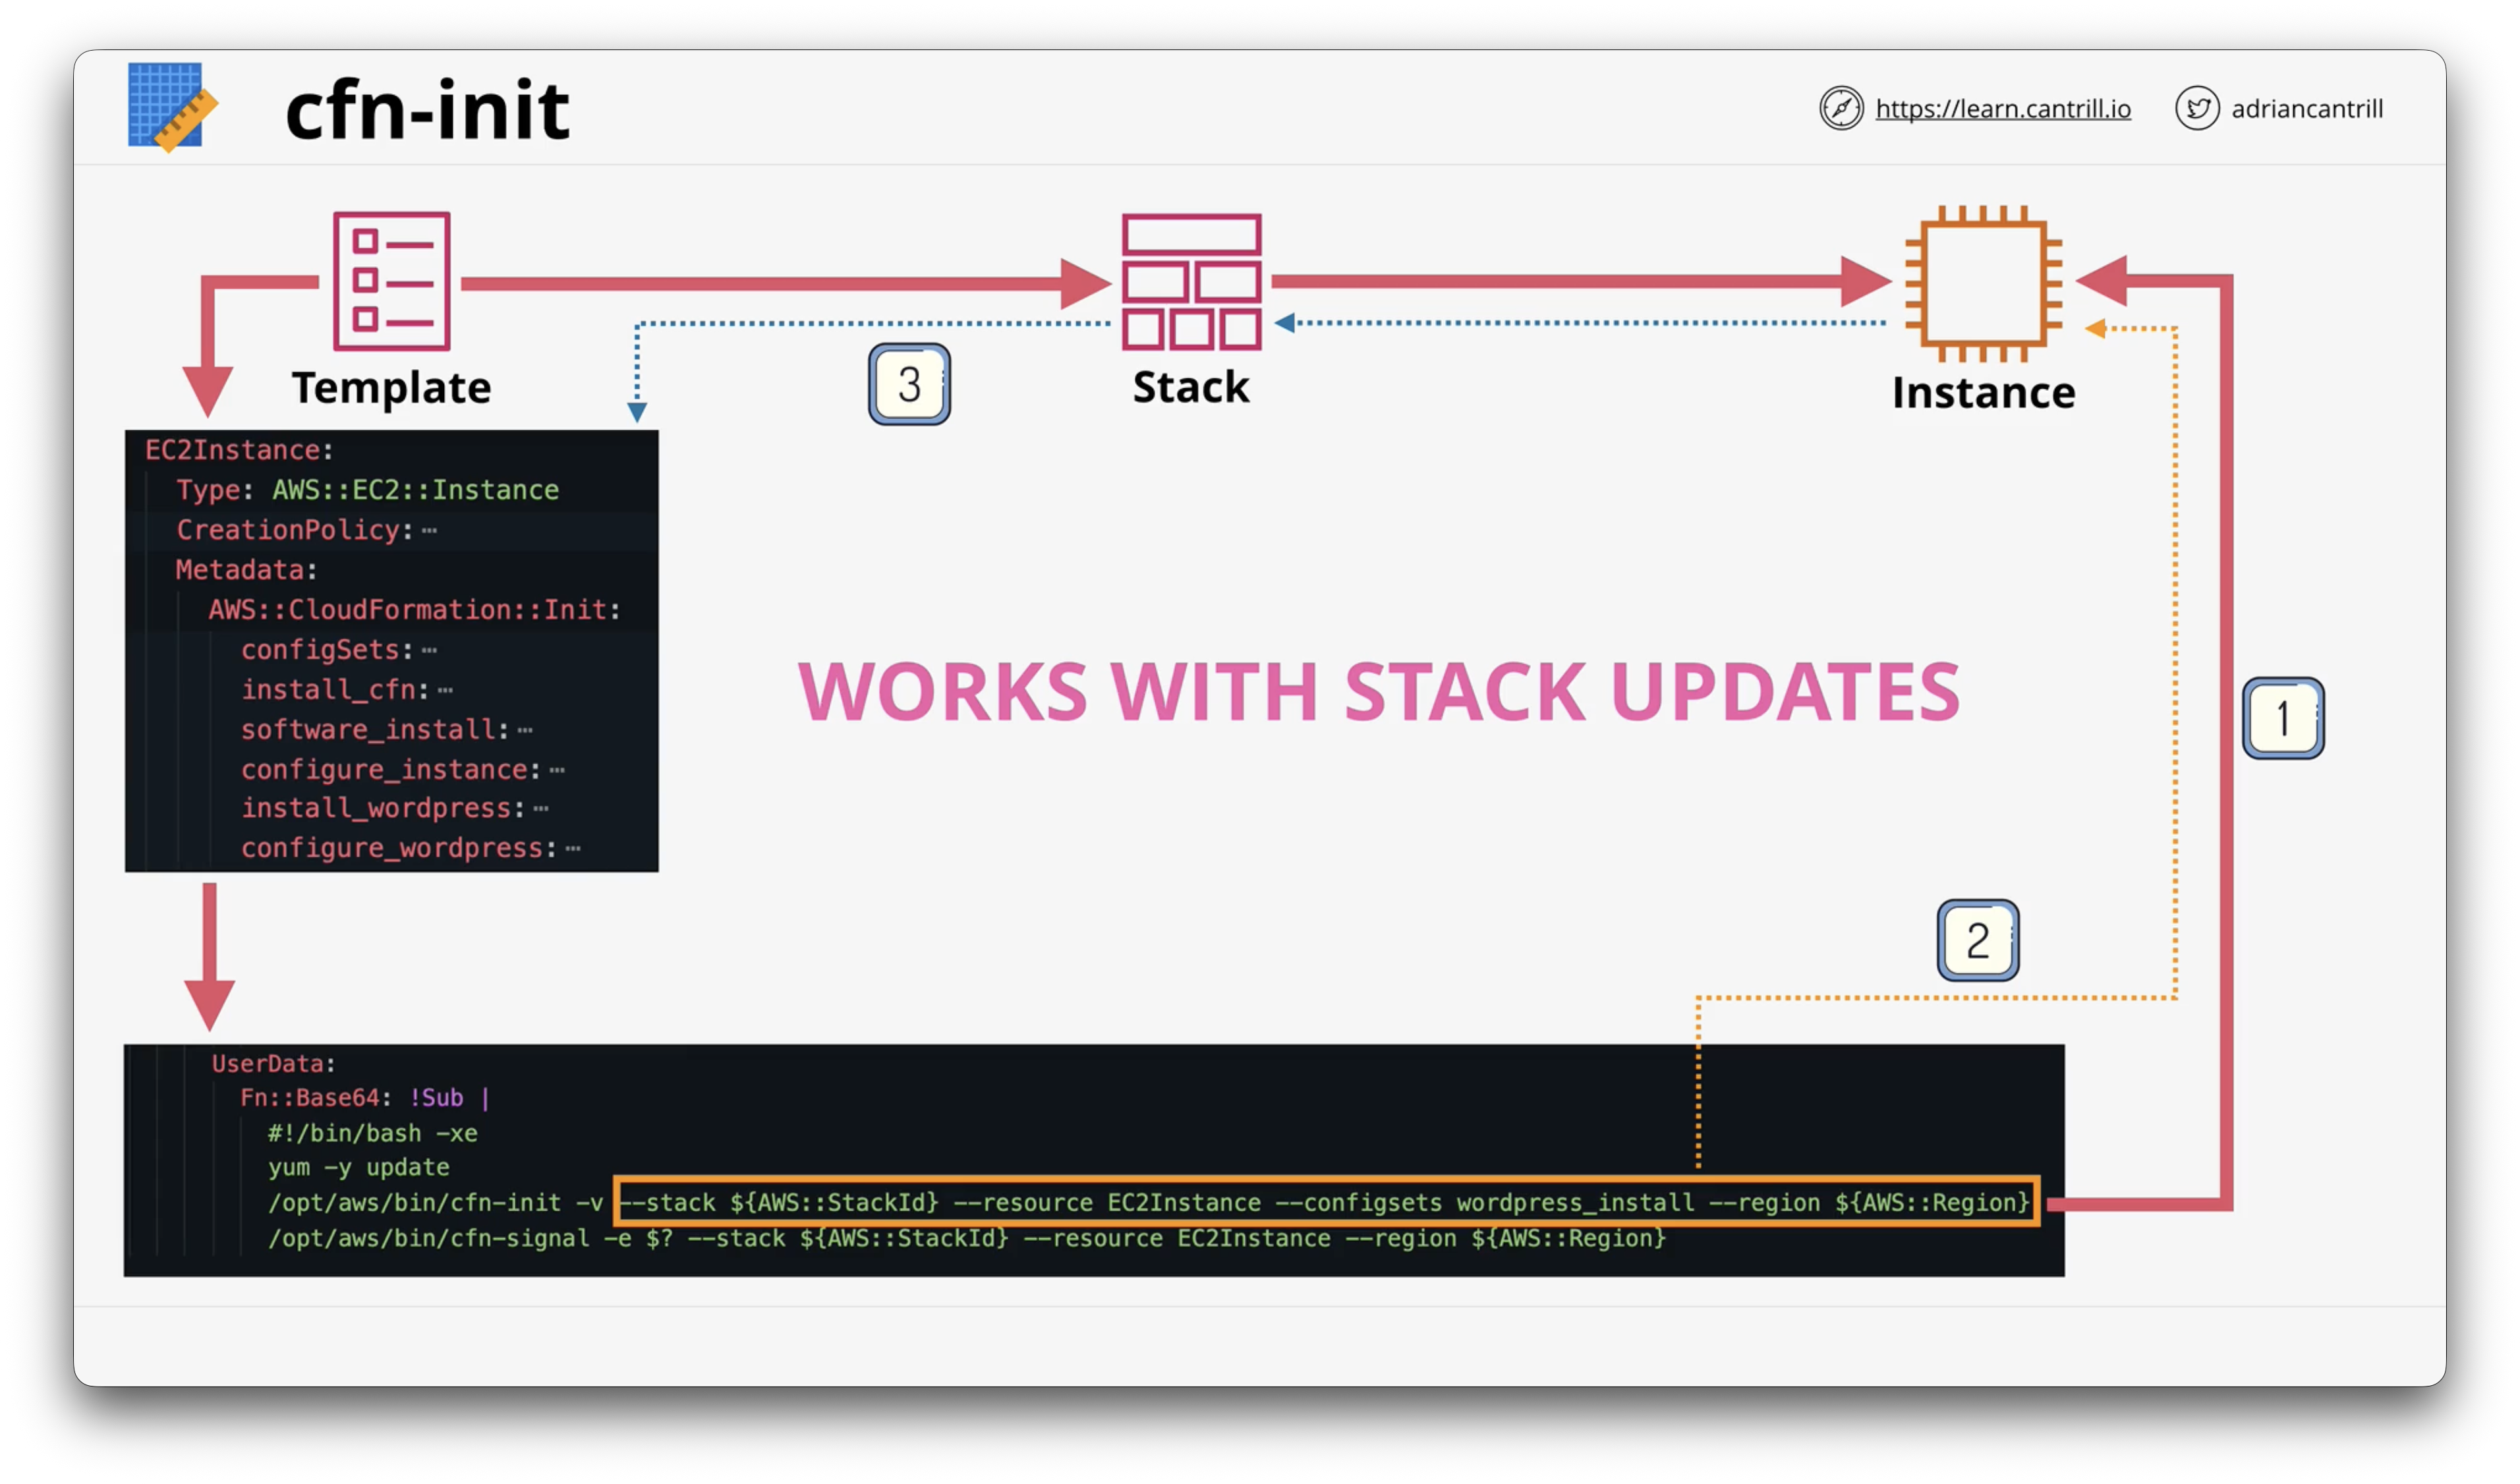 cfn-init
https://learn.cantrill.io
adriancantrill
Template
Stack
Instance
3
EC2Instance:
Type: AWS::EC2::Instance
CreationPolicy:…
Metadata:
AWS::CloudFormation::Init:
configSets:…
install_cfn:…
software_install:…
configure_instance:…
install_wordpress:…
configure_wordpress:…
WORKS WITH STACK UPDATES
1
2
UserData:
Fn::Base64: !Sub |
#!/bin/bash -xe
yum -y update
/opt/aws/bin/cfn-init -v --stack ${AWS::StackId} --resource EC2Instance --configsets wordpress_install --region ${AWS::Region}
/opt/aws/bin/cfn-signal -e $? --stack ${AWS::StackId} --resource EC2Instance --region ${AWS::Region}